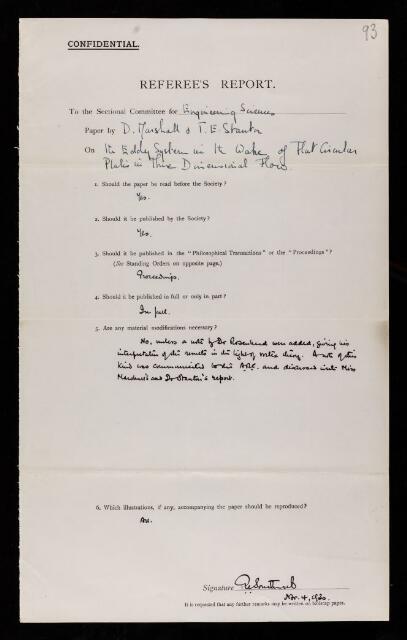 93
CONFIDENTIAL.
REFEREE'S REPORT.
To the Sectional Committee for Engineering Sciences
Paper by D. Marshall & T. E. Stanton
On the Eddy System in the Wake of Flat Circular
Plates in Three Dimensional Flow.
1. Should the paper be read before the Society?
Yes.
2. Should it be published by the Society?
Yes.
3. Should it be published in the "Philosophical Transactions" or the "Proceedings"?
(See Standing Orders on opposite page.)
Proceedings.
4. Should it be published in full or only in part?
In full.
5. Are any material modifications necessary?
No, unless a note by Dr Rosenhead were added, giving his
interpretation of the results in the light of vortex theory. A note of this
kind was communicated to the A.R.C. and discussed with Miss
Marshall's and Dr Stanton's report.
6. Which illustrations, if any, accompanying the paper should be reproduced?
All.
Signature R. V. Southwell
Nov. 4, 1930.
It is requested that any further remarks may be written on foolscap paper.